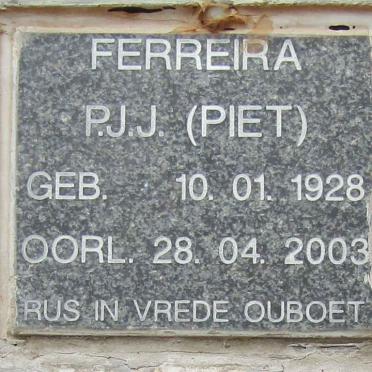 FERREIRA
P.J.J. (PIET)
GEB. 10. 01. 1928
OORL. 28. 04. 2003
RUS IN VREDE OUBOET